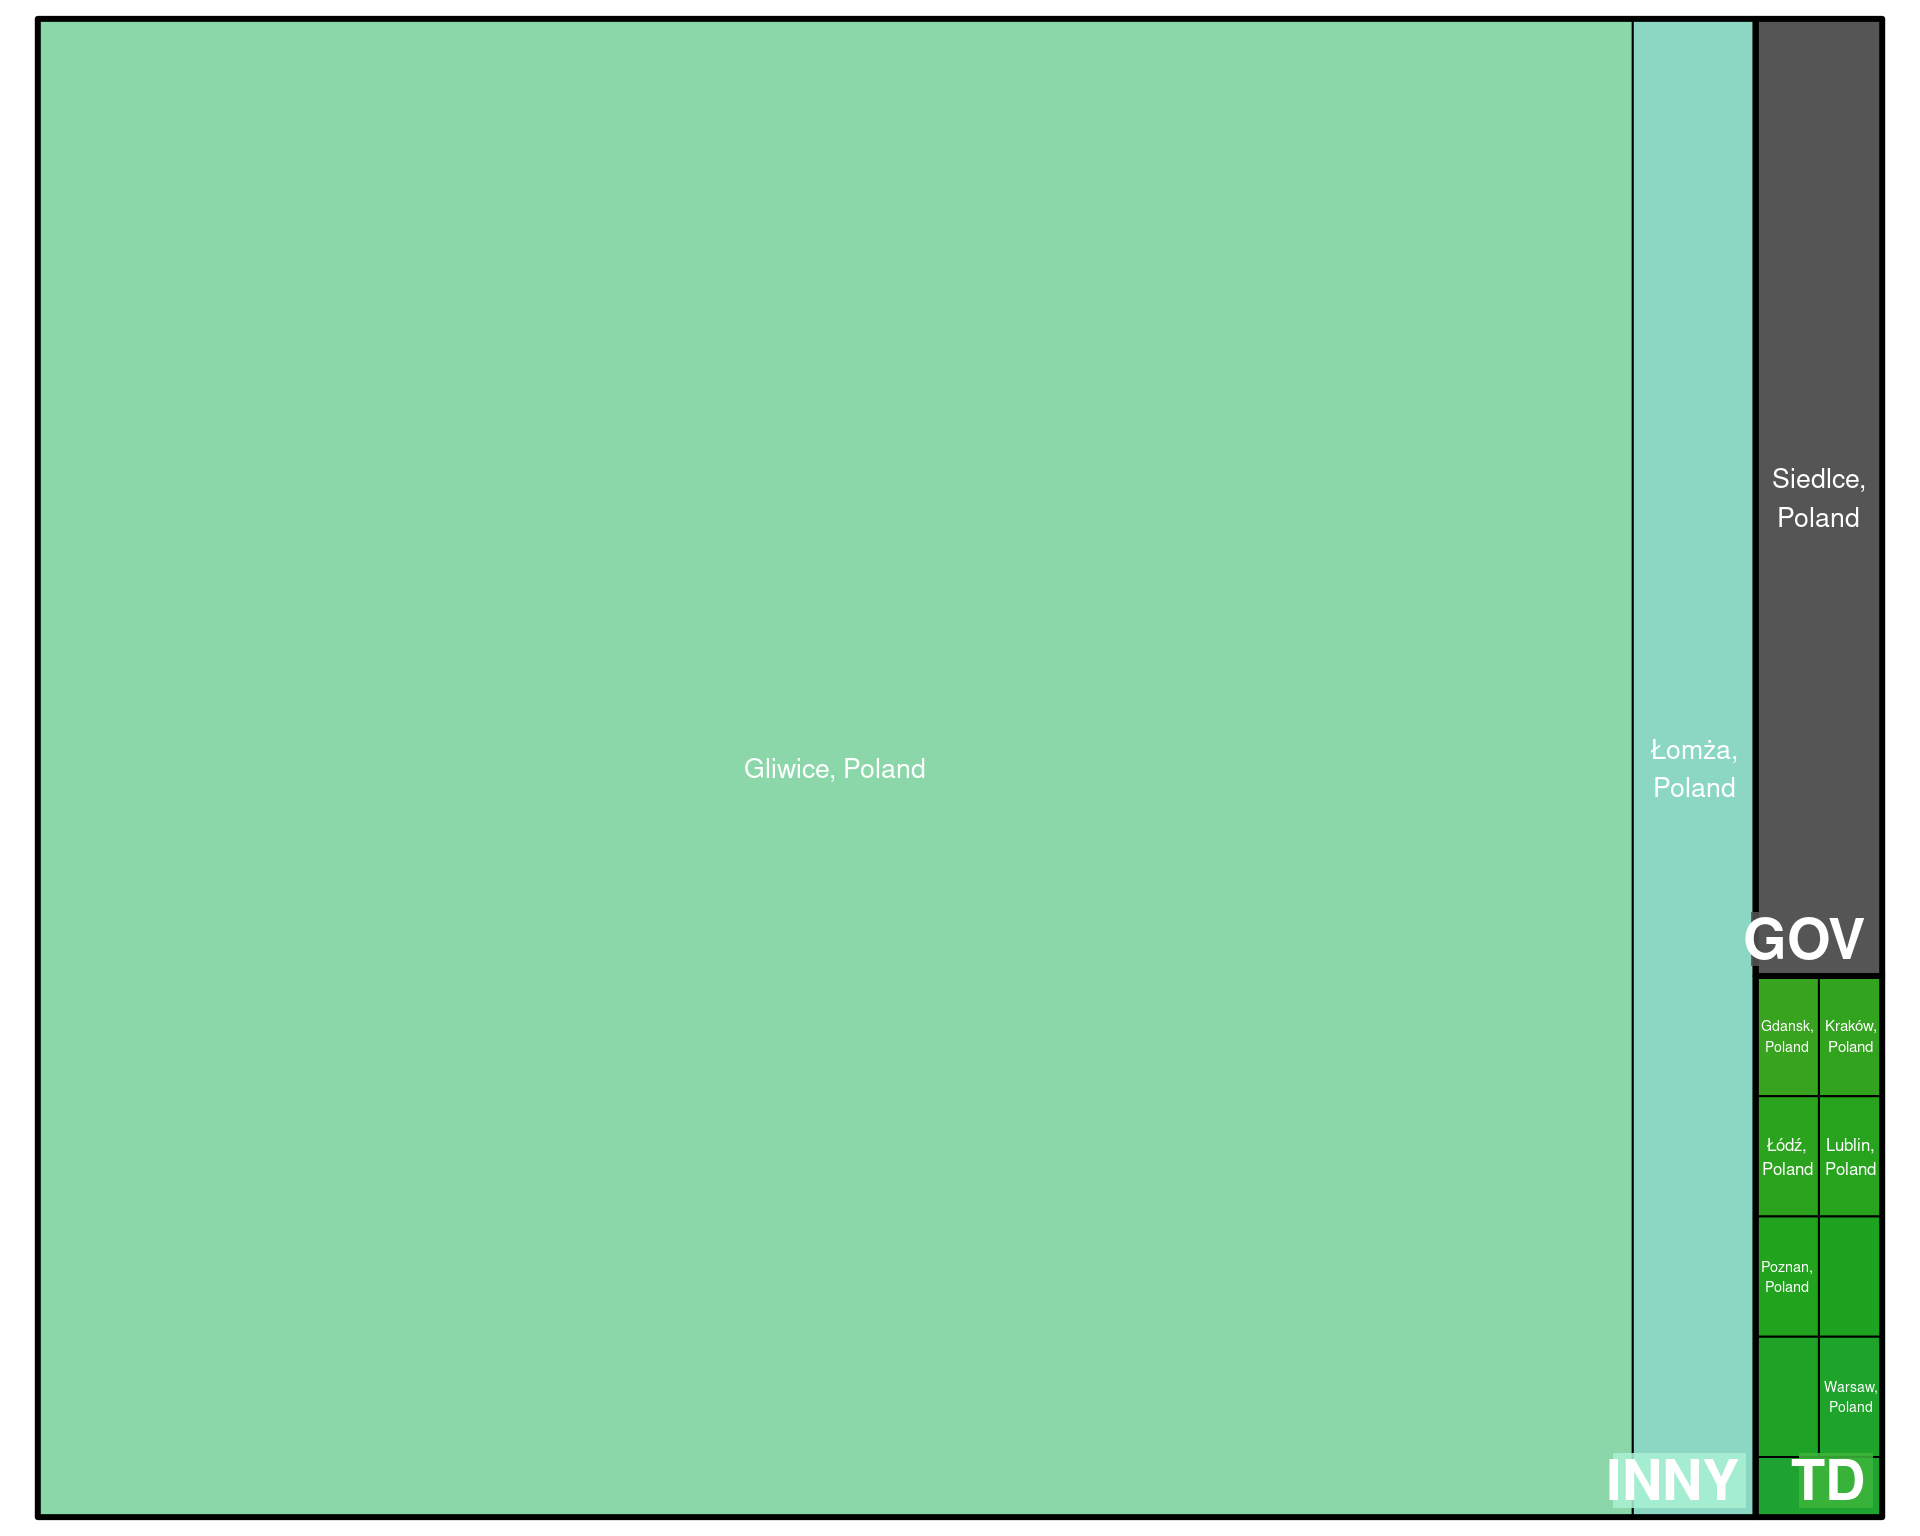 Gliwice, Poland
Łomża,
Poland
INNY
Siedlce,
Poland
GOV
Gdansk,
Poland
Kraków,
Poland
Łódź,
Poland
Lublin,
Poland
Poznan,
Poland
Warsaw,
Poland
TD